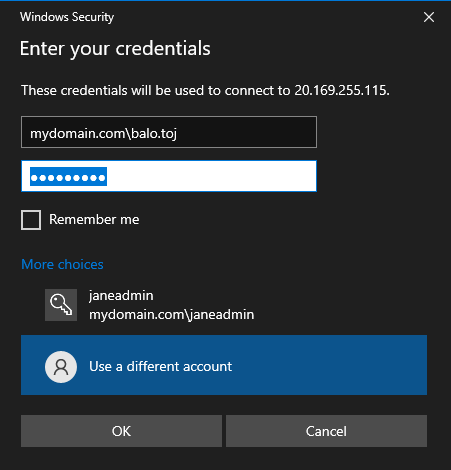 Windows Security
Enter your credentials
These credentials will be used to connect to 20.169.255.115.
mydomain.com\balo.toj
●●●●●●●●●
Remember me
More choices
janeadmin
mydomain.com\janeadmin
Use a different account
OK
Cancel